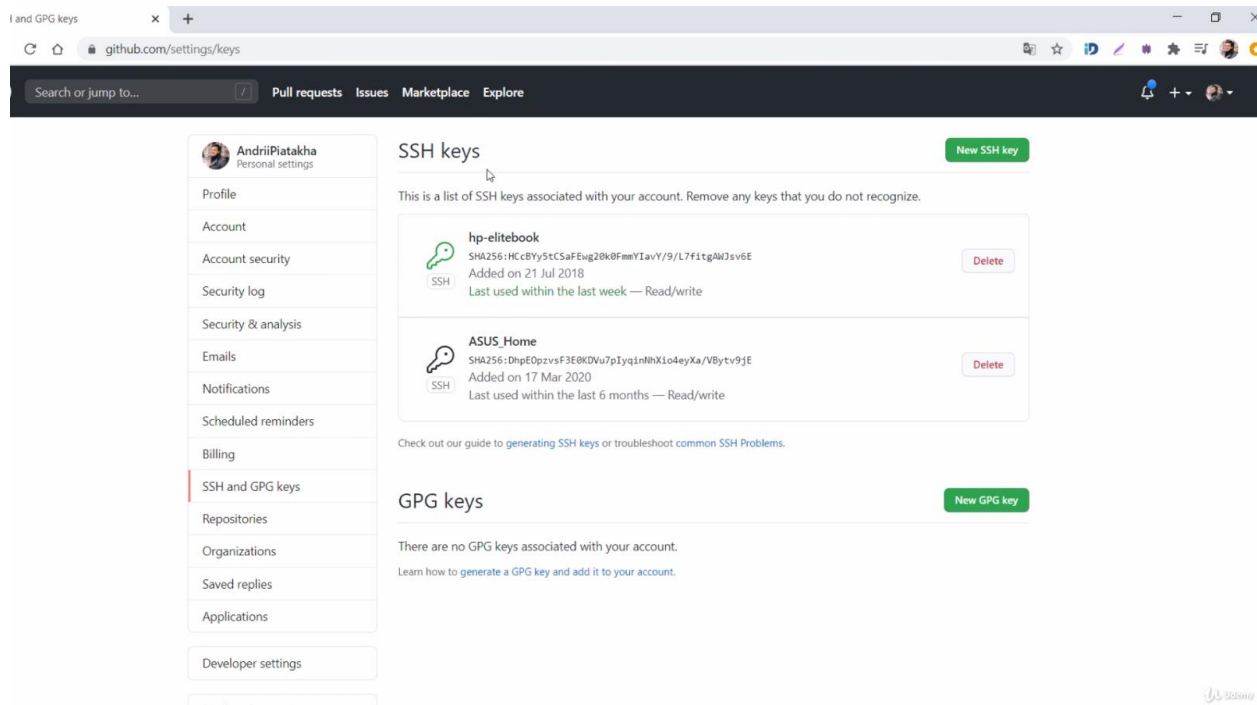 l and GPG keys
github.com/settings/keys
Search or jump to...
/
Pull requests Issues Marketplace Explore
AndriiPiatakha
Personal settings
Profile
Account
Account security
Security log
Security & analysis
Emails
Notifications
Scheduled reminders
Billing
SSH and GPG keys
Repositories
Organizations
Saved replies
Applications
Developer settings
SSH keys
New SSH key
This is a list of SSH keys associated with your account. Remove any keys that you do not recognize.
hp-elitebook
SHA256:HCcBYy5tCSaFEwg20k0FmmYIavY/9/L7fitgAWJsv6E
Added on 21 Jul 2018
Last used within the last week — Read/write
SSH
Delete
ASUS_Home
SHA256:DhpEOpzvsF3E0KDVu7pIyqinNhXio4eyXa/VBytv9jE
Added on 17 Mar 2020
Last used within the last 6 months — Read/write
SSH
Delete
Check out our guide to generating SSH keys or troubleshoot common SSH Problems.
GPG keys
New GPG key
There are no GPG keys associated with your account.
Learn how to generate a GPG key and add it to your account.
Udemy